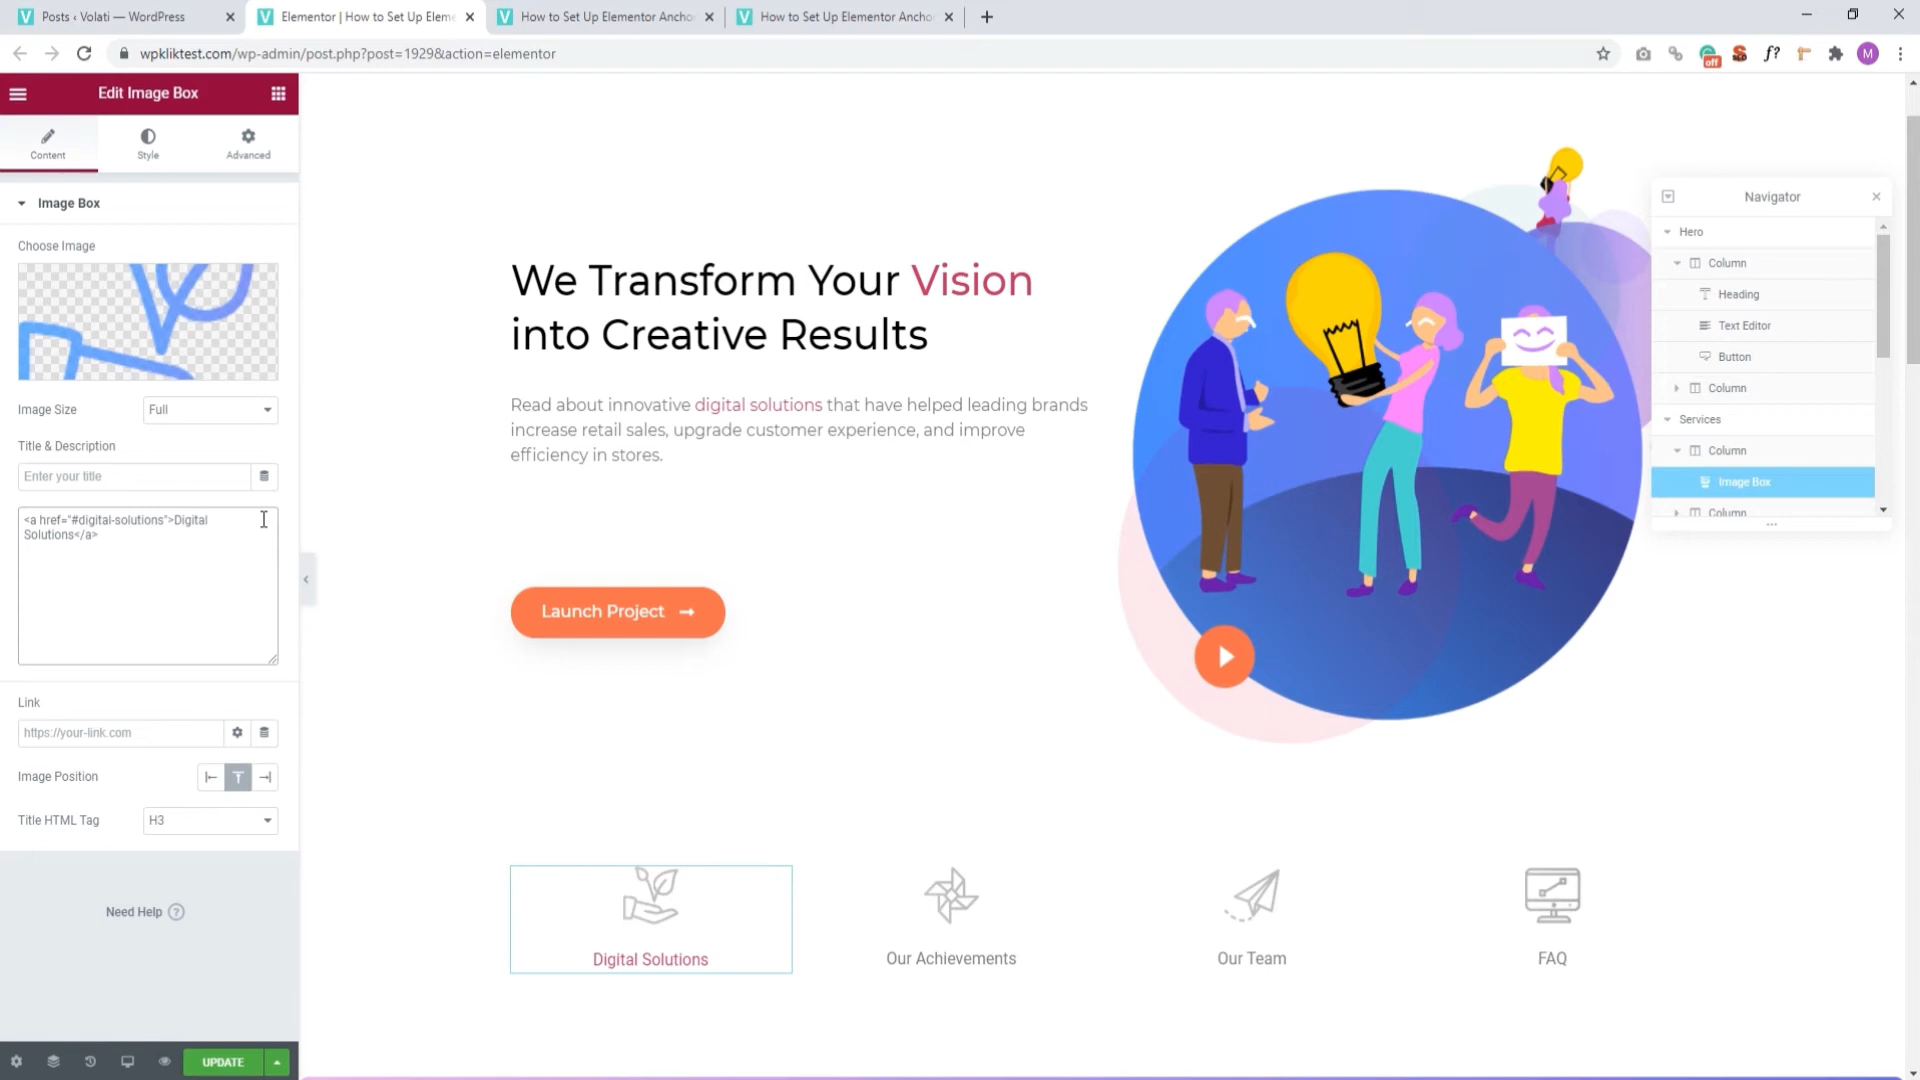 Posts ‹ Volati — WordPress
Elementor | How to Set Up Eleme
How to Set Up Elementor Ancho
How to Set Up Elementor Ancho
wpkliktest.com/wp-admin/post.php?post=1929&action=elementor
off
f?
M
Edit Image Box
Content
Style
Advanced
Image Box
Choose Image
Image Size
Full
Title & Description
Enter your title
<a href="#digital-solutions">Digital
Solutions</a>
Link
https://your-link.com
Image Position
Title HTML Tag
H3
Need Help
UPDATE
We Transform Your Vision
into Creative Results
Read about innovative digital solutions that have helped leading brands
increase retail sales, upgrade customer experience, and improve
efficiency in stores.
Launch Project
Digital Solutions
Our Achievements
Our Team
FAQ
Navigator
Hero
Column
Heading
Text Editor
Button
Column
Services
Column
Image Box
Column